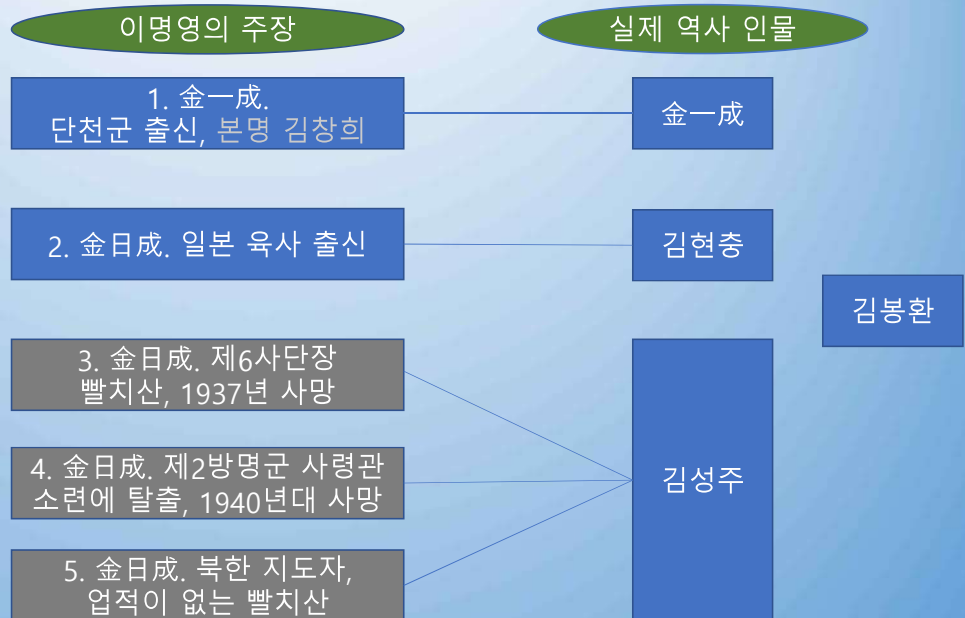 이명영의 주장
실제 역사 인물
1. 金一成.
단천군 출신, 본명 김창희
金一成
2. 金日成. 일본 육사 출신
김현충
김봉환
3. 金日成. 제6사단장
빨치산, 1937년 사망
4. 金日成. 제2방명군 사령관
소련에 탈출, 1940년대 사망
김성주
5. 金日成. 북한 지도자,
업적이 없는 빨치산